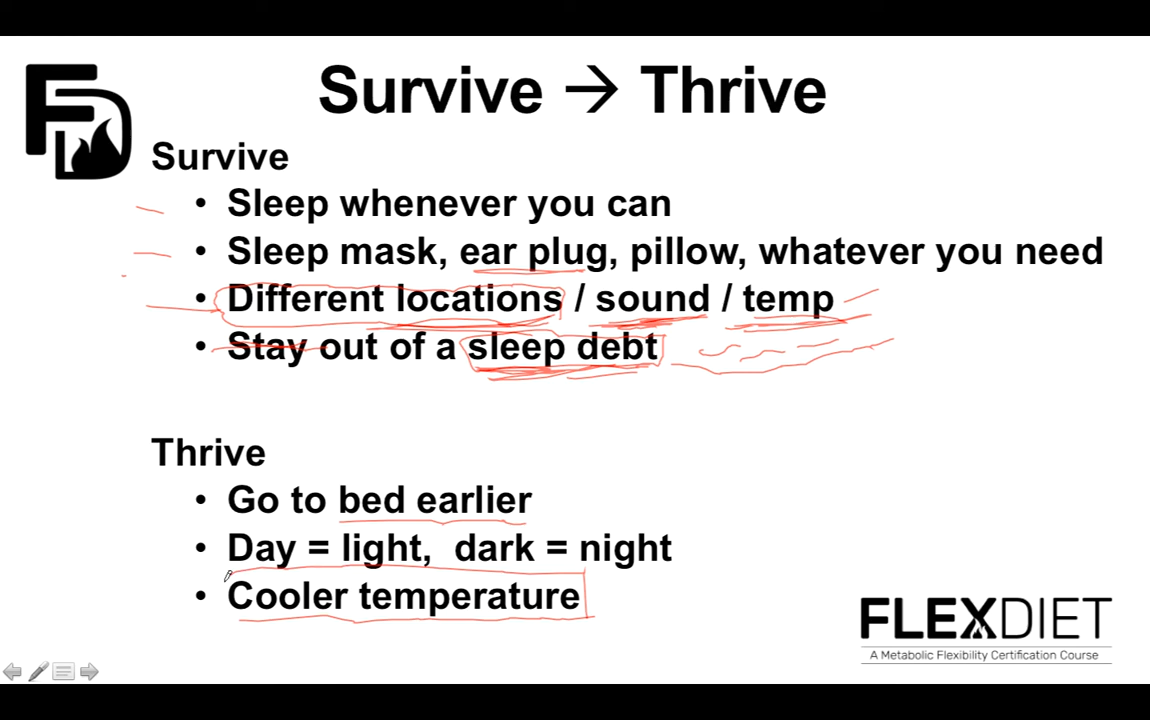 Survive → Thrive
FD
Survive
• Sleep whenever you can
• Sleep mask, ear plug, pillow, whatever you need
• Different locations / sound / temp
• Stay out of a sleep debt
Thrive
• Go to bed earlier
• Day = light, dark = night
• Cooler temperature
FLEXDIET
A Metabolic Flexibility Certification Course